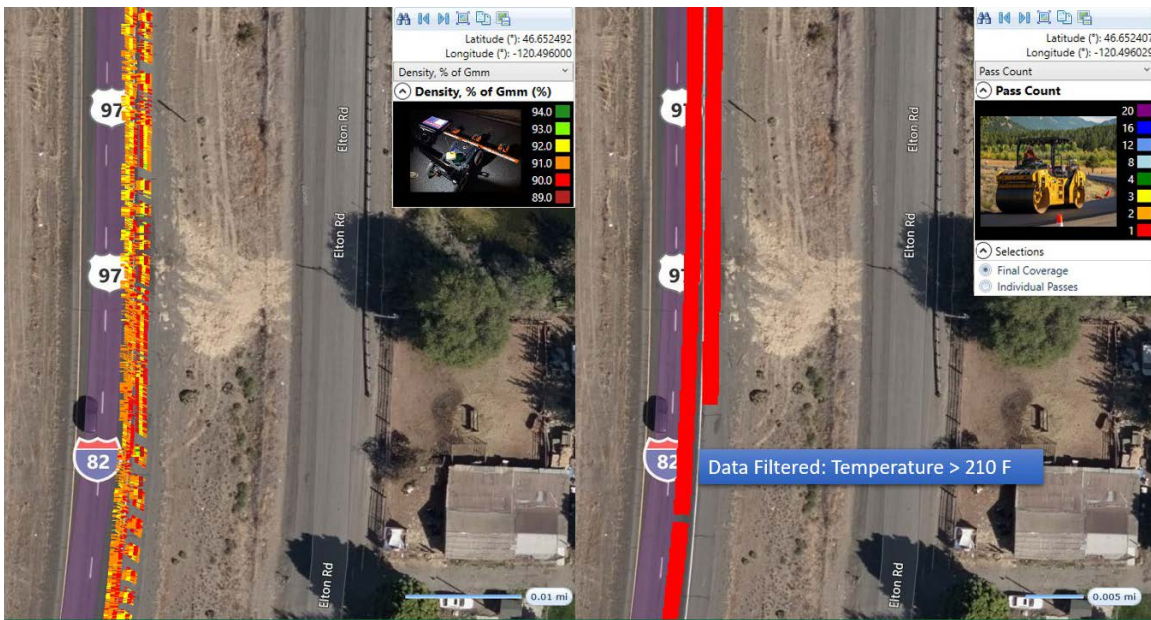 Latitude (°): 46.652492
Longitude (°): -120.496000
Density, % of Gmm
Density, % of Gmm (%)
94.0
93.0
92.0
91.0
90.0
89.0
97
Elton Rd
97
Elton Rd
82
Elton Rd
0.01 mi
Latitude (°): 46.652407
Longitude (°): -120.496029
Pass Count
Pass Count
20
16
12
8
4
3
2
1
Selections
Final Coverage
Individual Passes
97
Elton Rd
97
Elton Rd
82
Data Filtered: Temperature > 210 F
Elton Rd
0.005 mi